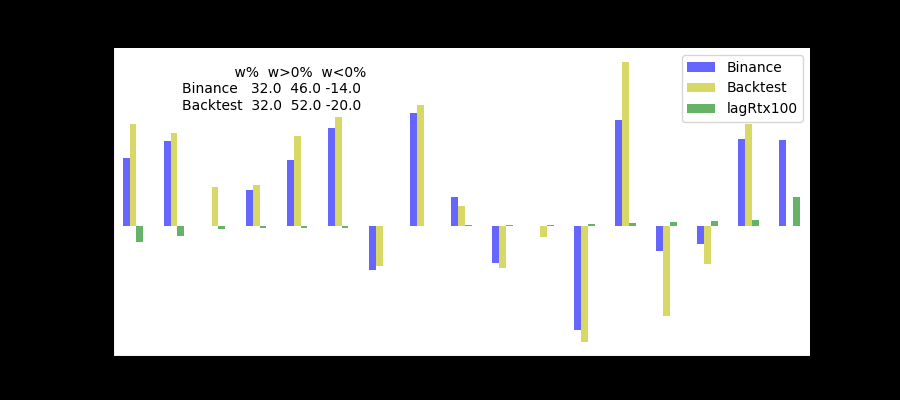 w% w>0% w<0%
Binance 32.0 46.0 -14.0
Backtest 32.0 52.0 -20.0
Binance
Backtest
lagRtx100